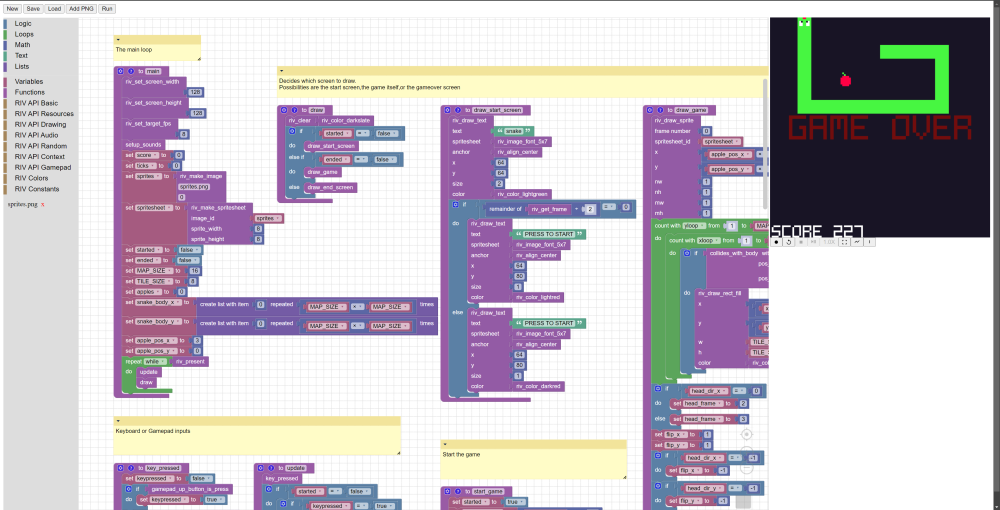 New Save Load Add PNG Run
Logic
Loops
Math
Text
Lists
Variables
Functions
RIV API Basic
RIV API Resources
RIV API Drawing
RIV API Audio
RIV API Random
RIV API Context
RIV API Gamepad
RIV Colors
RIV Constants
sprites.png x
The main loop
to main
riv_set_screen_width
128
riv_set_screen_height
128
riv_set_target_fps
8
setup_sounds
set score to 0
set ticks to 0
set sprites to riv_make_image
sprites.png
0
set spritesheet to riv_make_spritesheet
image_id sprites
sprite_width 8
sprite_height 8
set started to false
set ended to false
set MAP_SIZE to 16
set TILE_SIZE to 8
set apples to 0
set snake_body_x to create list with item 0 repeated MAP_SIZE × MAP_SIZE times
set snake_body_y to create list with item 0 repeated MAP_SIZE × MAP_SIZE times
set apple_pos_x to 3
set apple_pos_y to 0
repeat while riv_present
do update
draw
Decides which screen to draw.
Possibilities are the start screen,the game itself,or the gameover screen
to draw
riv_clear riv_color_darkslate
if started = false
draw_start_screen
else if ended = false
do draw_game
else draw_end_screen
to draw_start_screen
riv_draw_text
text “ snake ”
spritesheet riv_image_font_5x7
anchor riv_align_center
x 64
y 64
size 2
color riv_color_lightgreen
if remainder of riv_get_frame ÷ 2 = 0
do riv_draw_text
text “ PRESS TO START ”
spritesheet riv_image_font_5x7
anchor riv_align_center
x 64
y 80
size 1
color riv_color_lightred
else riv_draw_text
text “ PRESS TO START ”
spritesheet riv_image_font_5x7
anchor riv_align_center
x 64
y 80
size 1
color riv_color_darkred
to draw_game
riv_draw_sprite
frame number 0
spritesheet_id spritesheet
x apple_pos_x ×
y apple_pos_y ×
nw 1
nh 1
mw 1
mh 1
count with yloop from 1 to MAP
do count with xloop from 1 to
do if collides_with_body wi
pos
pos
do riv_draw_rect_fill
x
y
w TILE_
h TILE_
color riv_col
if head_dir_x = 0
do set head_frame to 2
else set head_frame to 3
set flip_x to 1
set flip_y to 1
if head_dir_x = -1
do set flip_x to -1
if head_dir_y = -1
do set flip_y to -1
Keyboard or Gamepad inputs
to key_pressed
set keypressed to false
if gamepad_up_button_is_press
do set keypressed to true
to update
key_pressed
if started = false
do if keypressed = true
Start the game
to start_game
set started to true
GAME OVER
SCORE 227